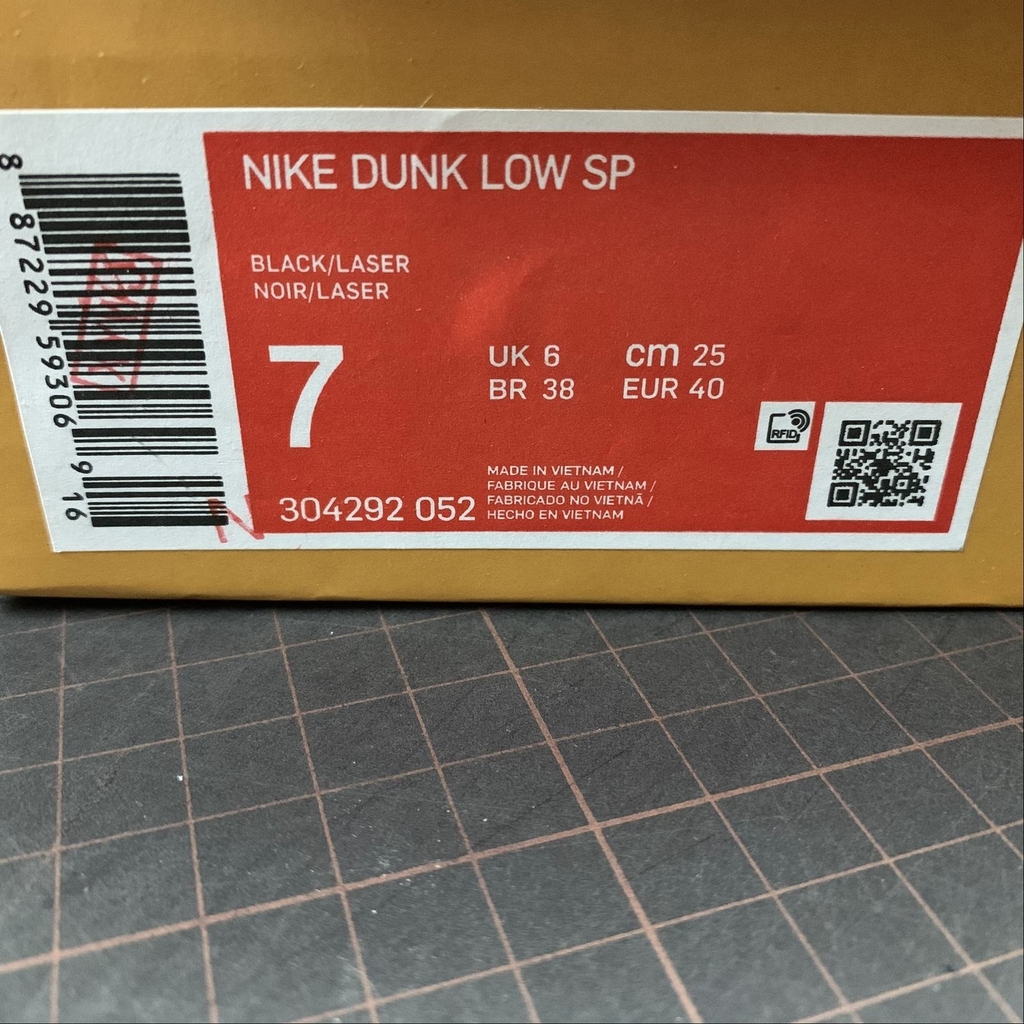 NIKE DUNK LOW SP
BLACK/LASER
NOIR/LASER
7
UK 6 cm 25
BR 38 EUR 40
RFID
MADE IN VIETNAM /
FABRIQUE AU VIETNAM /
FABRICADO NO VIETNÃ /
HECHO EN VIETNAM
304292 052
8 87229 59306 9 16